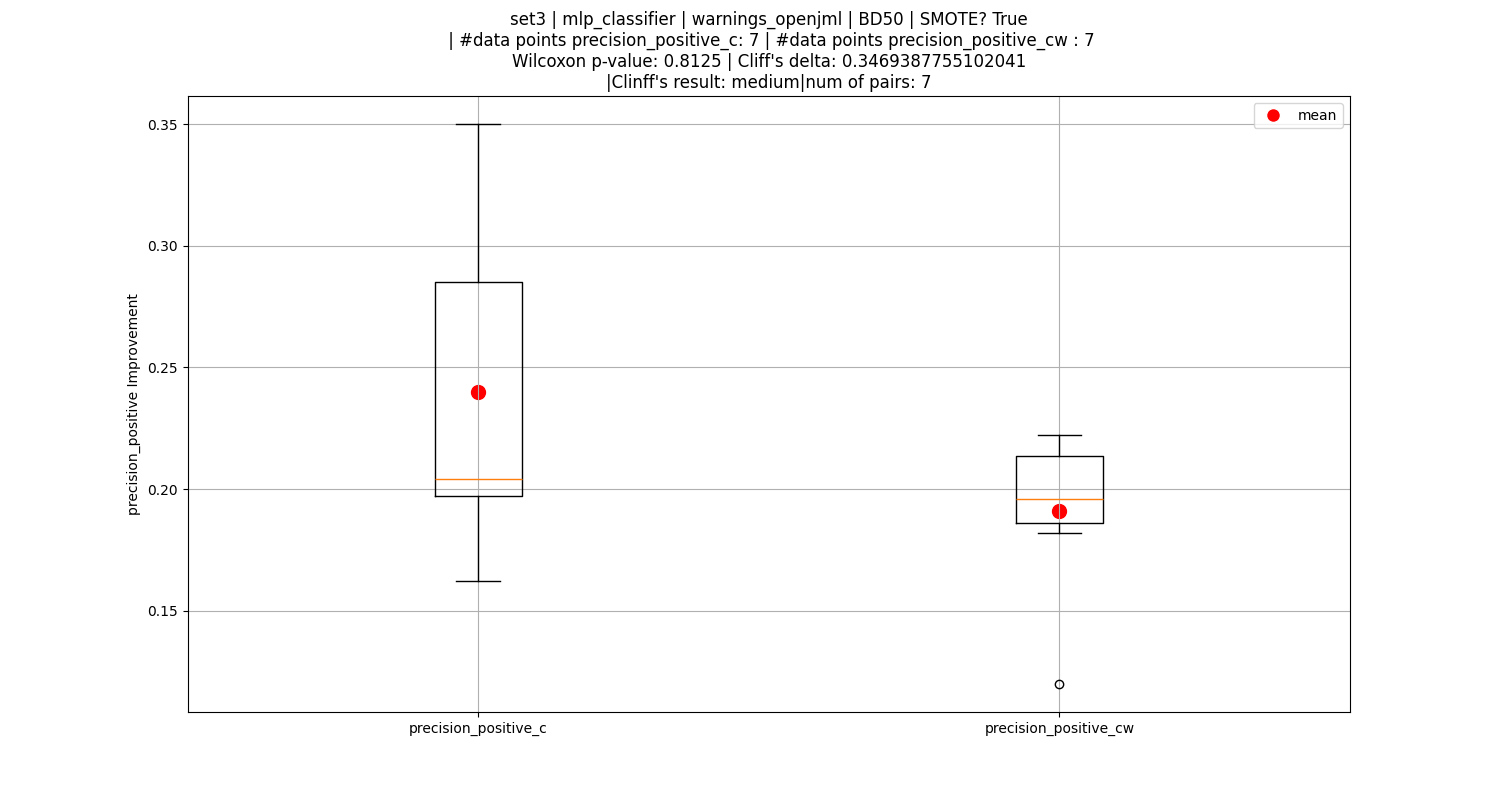 set3 | mlp_classifier | warnings_openjml | BD50 | SMOTE? True
| #data points precision_positive_c: 7 | #data points precision_positive_cw : 7
Wilcoxon p-value: 0.8125 | Cliff's delta: 0.3469387755102041
|Clinff's result: medium|num of pairs: 7
mean
0.35
0.30
0.25
0.20
0.15
precision_positive Improvement
precision_positive_c
precision_positive_cw